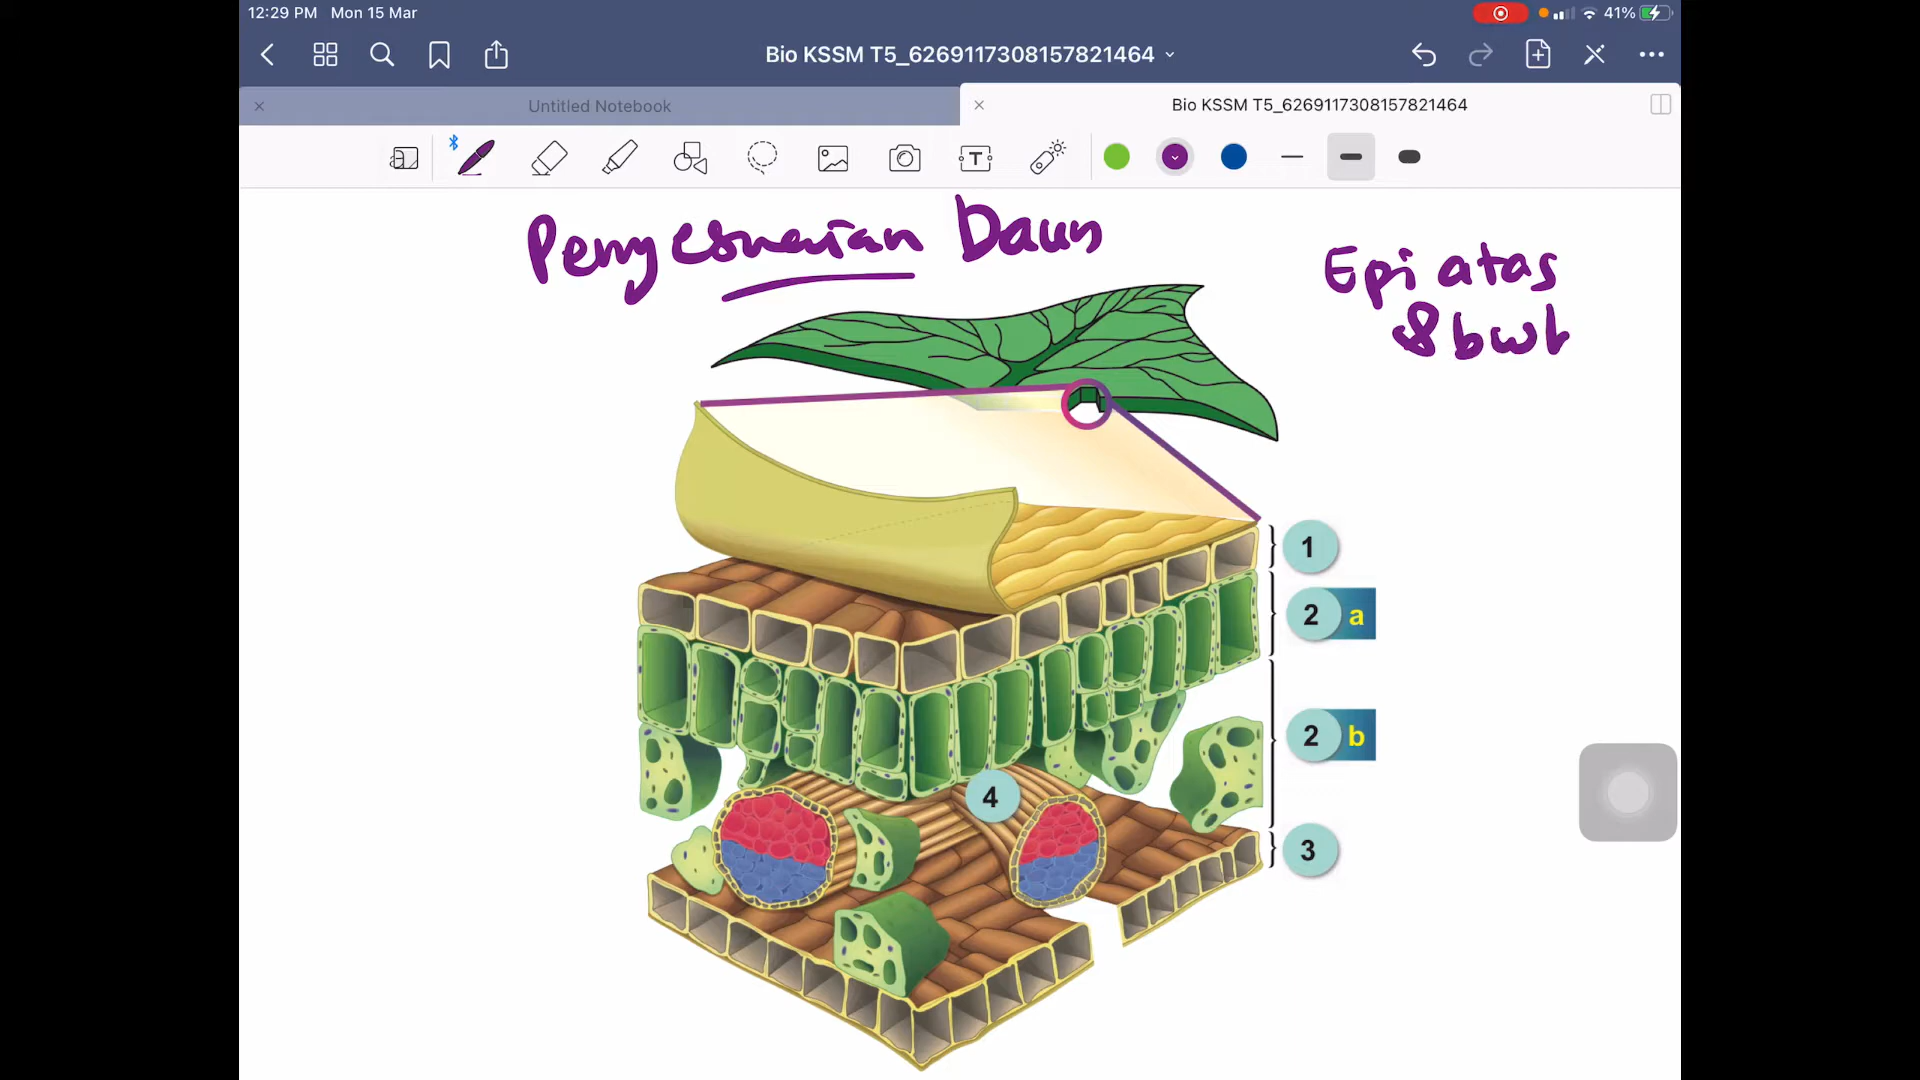 12:29 PM Mon 15 Mar
41%
Bio KSSM T5_6269117308157821464
Untitled Notebook
Bio KSSM T5_6269117308157821464
T
Penyesuaian Daun
Epi atas
& bwh
1
2 a
2 b
4
3